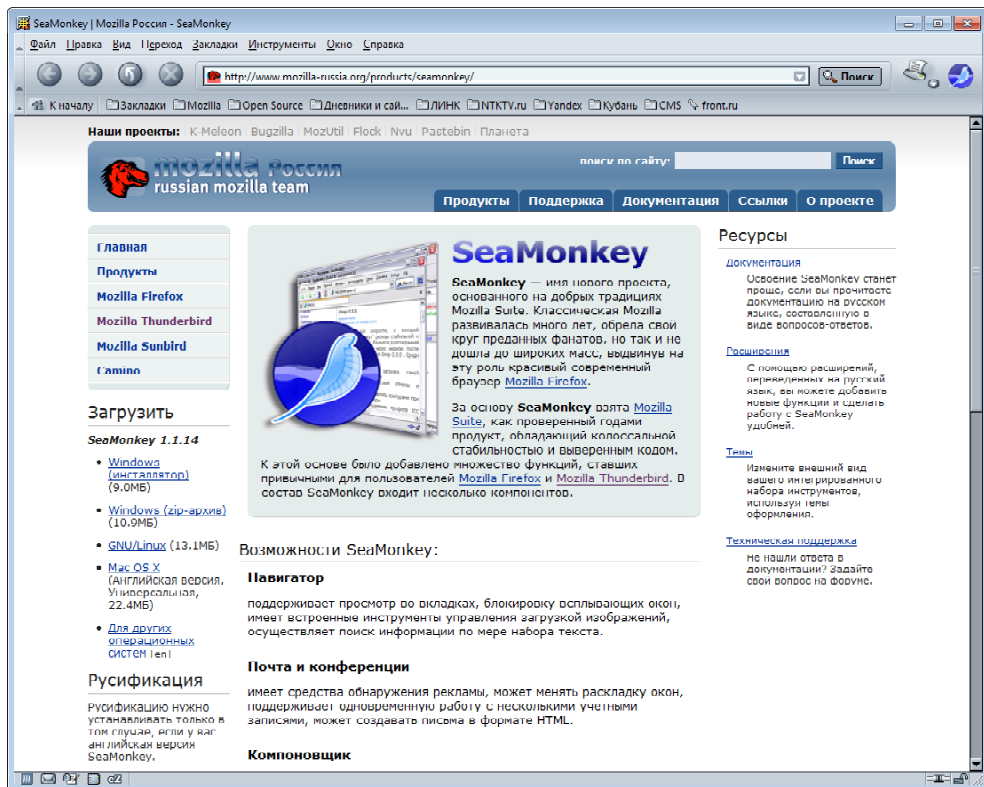 SeaMonkey | Mozilla Россия - SeaMonkey
Файл Правка Вид Переход Закладки Инструменты Окно Справка
http://www.mozilla-russia.org/products/seamonkey/
Поиск
К началу Закладки Mozilla Open Source Дневники и сай... ЛИНК NTKTV.ru Yandex Кубань CMS front.ru
Наши проекты: K-Meleon Bugzilla MozUtil Flock Nvu Pastebin Планета
mozilla Россия
russian mozilla team
поиск по сайту:
Поиск
Продукты Поддержка Документация Ссылки О проекте
Главная
Продукты
Mozilla Firefox
Mozilla Thunderbird
Mozilla Sunbird
Camino
Загрузить
SeaMonkey 1.1.14
• Windows
(инсталлятор)
(9.0МБ)
• Windows (zip-архив)
(10.9МБ)
• GNU/Linux (13.1МБ)
• Mac OS X
(Английская версия,
Универсальная,
22.4МБ)
• Для других
операционных
систем [en]
Русификация
Русификацию нужно
устанавливать только в
том случае, если у вас
английская версия
SeaMonkey.
SeaMonkey
SeaMonkey — имя нового проекта,
основанного на добрых традициях
Mozilla Suite. Классическая Mozilla
развивалась много лет, обрела свой
круг преданных фанатов, но так и не
дошла до широких масс, выдвинув на
эту роль красивый современный
браузер Mozilla Firefox.
За основу SeaMonkey взята Mozilla
Suite, как проверенный годами
продукт, обладающий колоссальной
стабильностью и выверенным кодом.
К этой основе было добавлено множество функций, ставших
привычными для пользователей Mozilla Firefox и Mozilla Thunderbird. В
состав SeaMonkey входит несколько компонентов.
Возможности SeaMonkey:
Навигатор
поддерживает просмотр во вкладках, блокировку всплывающих окон,
имеет встроенные инструменты управления загрузкой изображений,
осуществляет поиск информации по мере набора текста.
Почта и конференции
имеет средства обнаружения рекламы, может менять раскладку окон,
поддерживает одновременную работу с несколькими учетными
записями, может создавать письма в формате HTML.
Компоновщик
Ресурсы
Документация
Освоение SeaMonkey станет
проще, если вы прочитаете
документацию на русском
языке, составленную в
виде вопросов-ответов.
Расширения
С помощью расширений,
переведенных на русский
язык, вы можете добавить
новые функции и сделать
работу с SeaMonkey
удобней.
Темы
Измените внешний вид
вашего интегрированного
набора инструментов,
используя темы
оформления.
Техническая поддержка
Не нашли ответа в
документации? Задайте
свой вопрос на форуме.